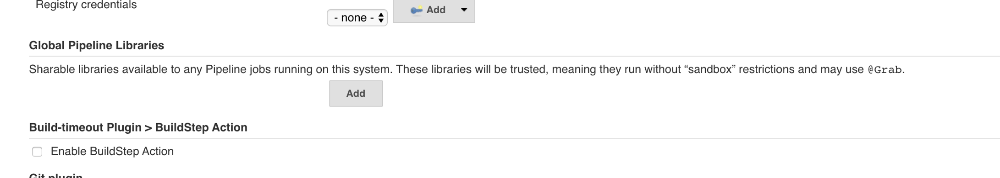 Registry credentials
- none -
Add
Global Pipeline Libraries
Sharable libraries available to any Pipeline jobs running on this system. These libraries will be trusted, meaning they run without “sandbox” restrictions and may use @Grab.
Add
Build-timeout Plugin > BuildStep Action
Enable BuildStep Action
Git plugin